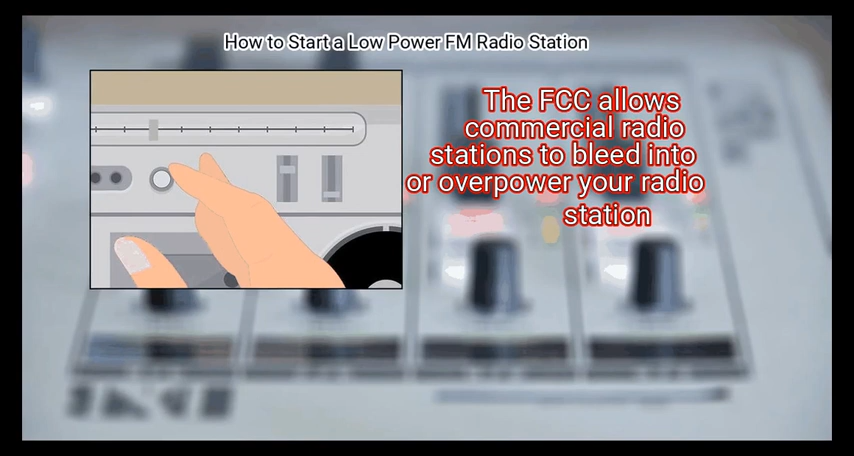 How to Start a Low Power FM Radio Station
The FCC allows
commercial radio
stations to bleed into
or overpower your radio
station